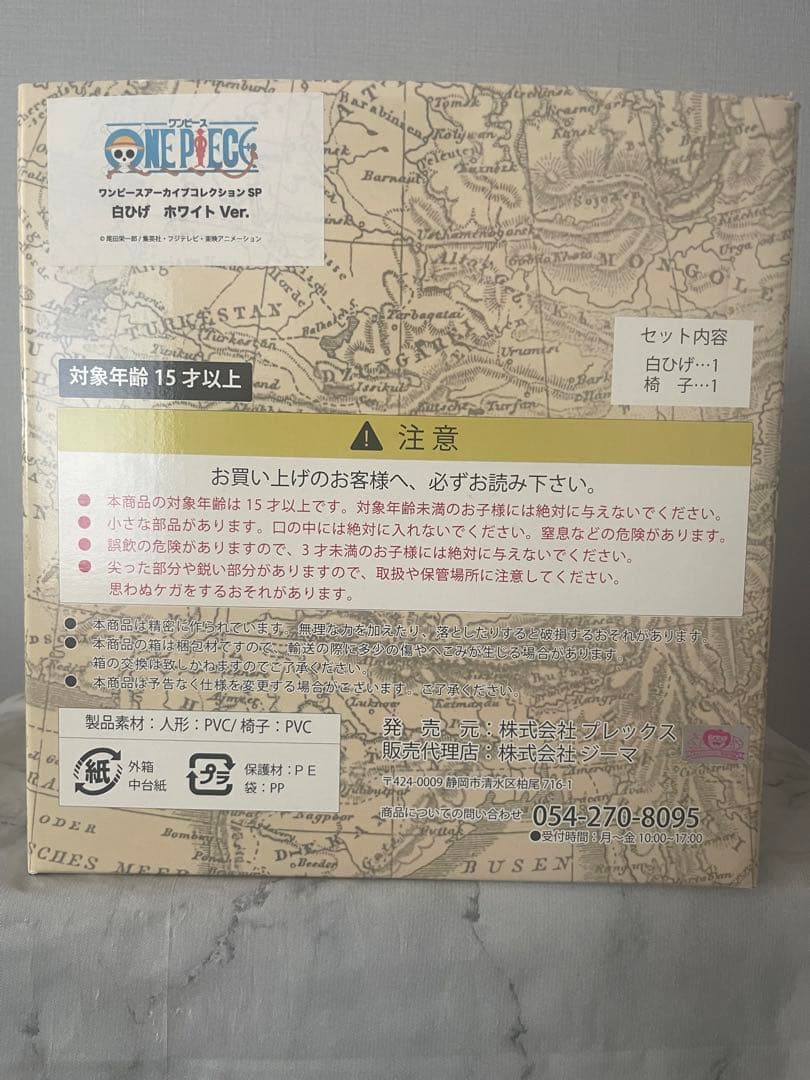 ワンピース
ONE PIECE
ワンピースアーカイブコレクション SP
白ひげ ホワイト Ver.
© 尾田栄一郎/集英社・フジテレビ・東映アニメーション
Barabinsk
Tomsk
Kolywan
Kansk
Barnaul
Ustkamenogorsk
MONGOLE
Urga
TURKESTAN
Turkestan
Tarbagatai
DZUNGAREI
Issikul
Urumtsi
Turfan
セット内容
白ひげ…1
椅 子…1
対象年齢 15 才以上
注意
お買い上げのお客様へ、必ずお読み下さい。
● 本商品の対象年齢は 15 才以上です。対象年齢未満のお子様には絶対に与えないでください。
● 小さな部品があります。口の中には絶対に入れないでください。窒息などの危険があります。
● 誤飲の危険がありますので、3 才未満のお子様には絶対に与えないでください。
● 尖った部分や鋭い部分がありますので、取扱や保管場所に注意してください。
思わぬケガをするおそれがあります。
● 本商品は精密に作られています。無理な力を加えたり、落としたりすると破損するおそれがあります。
● 本商品の箱は梱包材ですので、輸送の際に多少の傷やへこみが生じる場合があります。
箱の交換は致しかねますのでご了承ください。
● 本商品は予告なく仕様を変更する場合がございます。ご了承ください。
製品素材：人形：PVC/ 椅子：PVC
紙
外箱
中台紙
プラ
保護材：PE
袋：PP
発 売 元：株式会社 プレックス
販売代理店：株式会社 ジーマ
〒424-0009 静岡市清水区柏尾 716-1
商品についての問い合わせ 054-270-8095
●受付時間：月〜金 10:00~17:00
Bombay
Nagpoor
Beeder
BUSEN
ODER
SCHES MEER